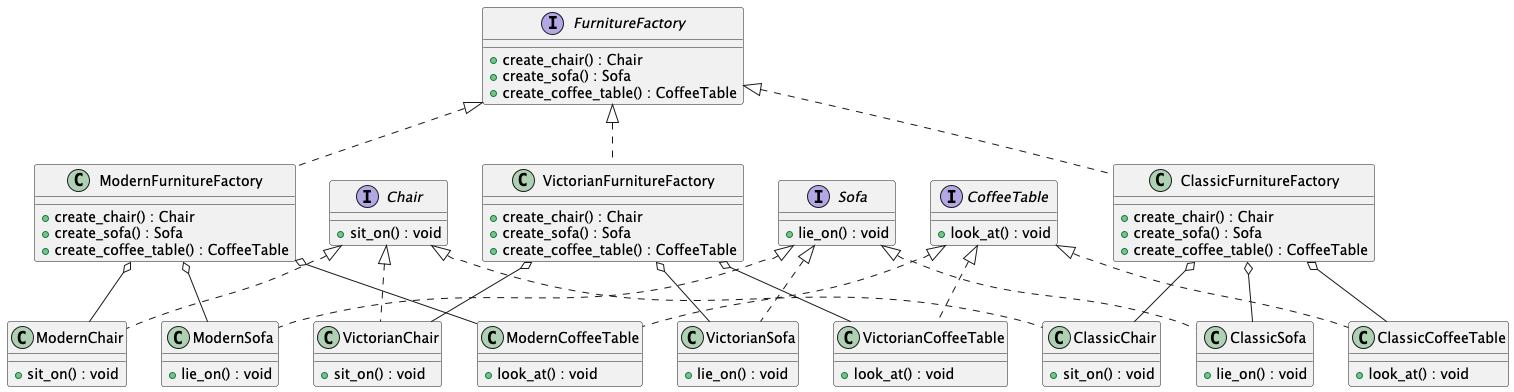 I FurnitureFactory
create_chair() : Chair
create_sofa() : Sofa
create_coffee_table() : CoffeeTable
C ModernFurnitureFactory
create_chair() : Chair
create_sofa() : Sofa
create_coffee_table() : CoffeeTable
I Chair
sit_on() : void
C VictorianFurnitureFactory
create_chair() : Chair
create_sofa() : Sofa
create_coffee_table() : CoffeeTable
I Sofa
lie_on() : void
I CoffeeTable
look_at() : void
C ClassicFurnitureFactory
create_chair() : Chair
create_sofa() : Sofa
create_coffee_table() : CoffeeTable
C ModernChair
sit_on() : void
C ModernSofa
lie_on() : void
C VictorianChair
sit_on() : void
C ModernCoffeeTable
look_at() : void
C VictorianSofa
lie_on() : void
C VictorianCoffeeTable
look_at() : void
C ClassicChair
sit_on() : void
C ClassicSofa
lie_on() : void
C ClassicCoffeeTable
look_at() : void